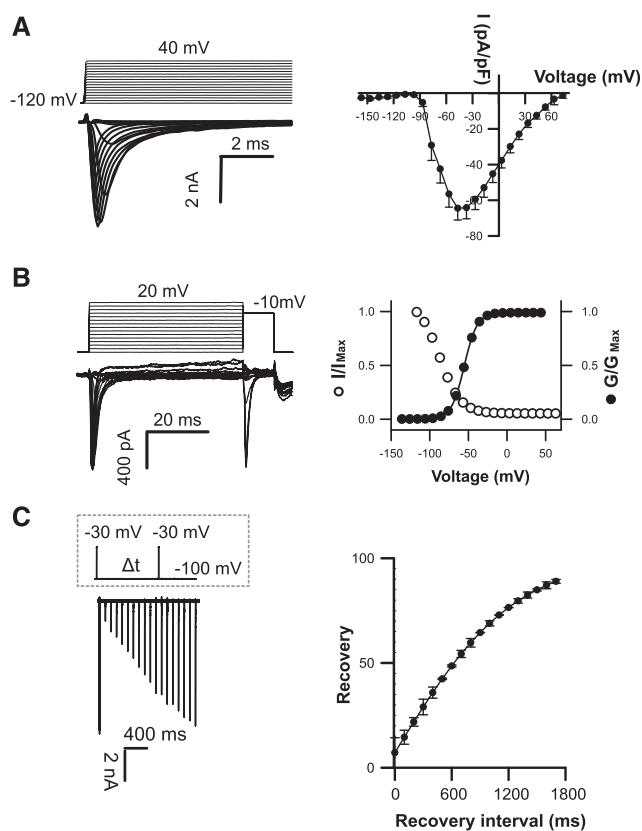 A
40 mV
-120 mV
2 ms
2 nA
I (pA/pF)
Voltage (mV)
-150 -120 -90 -60 -30 30 60
-20
-40
-60
-80
B
20 mV
-10mV
20 ms
400 pA
1.0 1.0
0.5 0.5
0.0 0.0
I/IMax
G/G Max
-150 -100 -50 0 50
Voltage (mV)
C
-30 mV -30 mV
Δt -100 mV
400 ms
2 nA
100
50
0
Recovery
0 600 1200 1800
Recovery interval (ms)